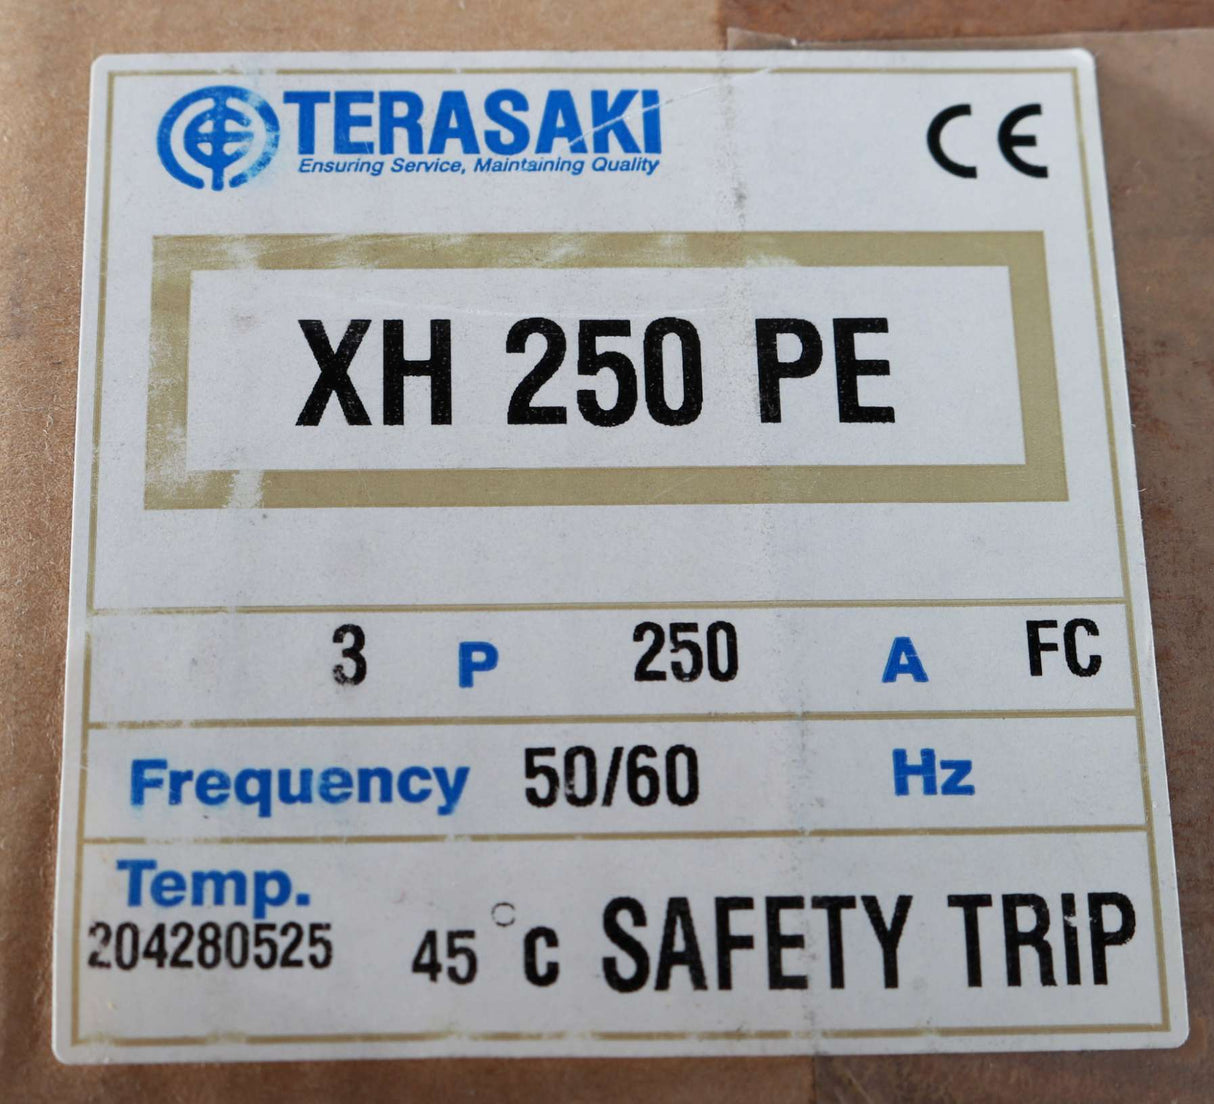 TERASAKI
Ensuring Service, Maintaining Quality
CE
XH 250 PE
3 P 250 A FC
Frequency 50/60 Hz
Temp.
204280525 45 °C SAFETY TRiP